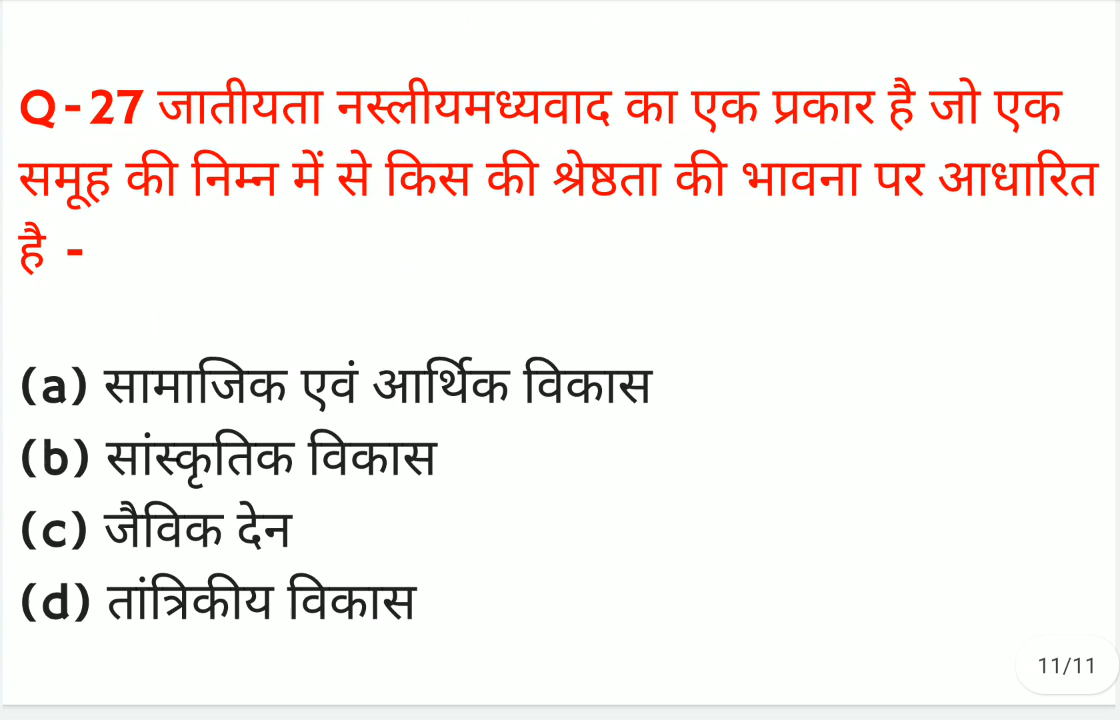 Q-27 जातीयता नस्लीयमध्यवाद का एक प्रकार है जो एक
समूह की निम्न में से किस की श्रेष्ठता की भावना पर आधारित
है -
(a) सामाजिक एवं आर्थिक विकास
(b) सांस्कृतिक विकास
(c) जैविक देन
(d) तांत्रिकीय विकास
11/11